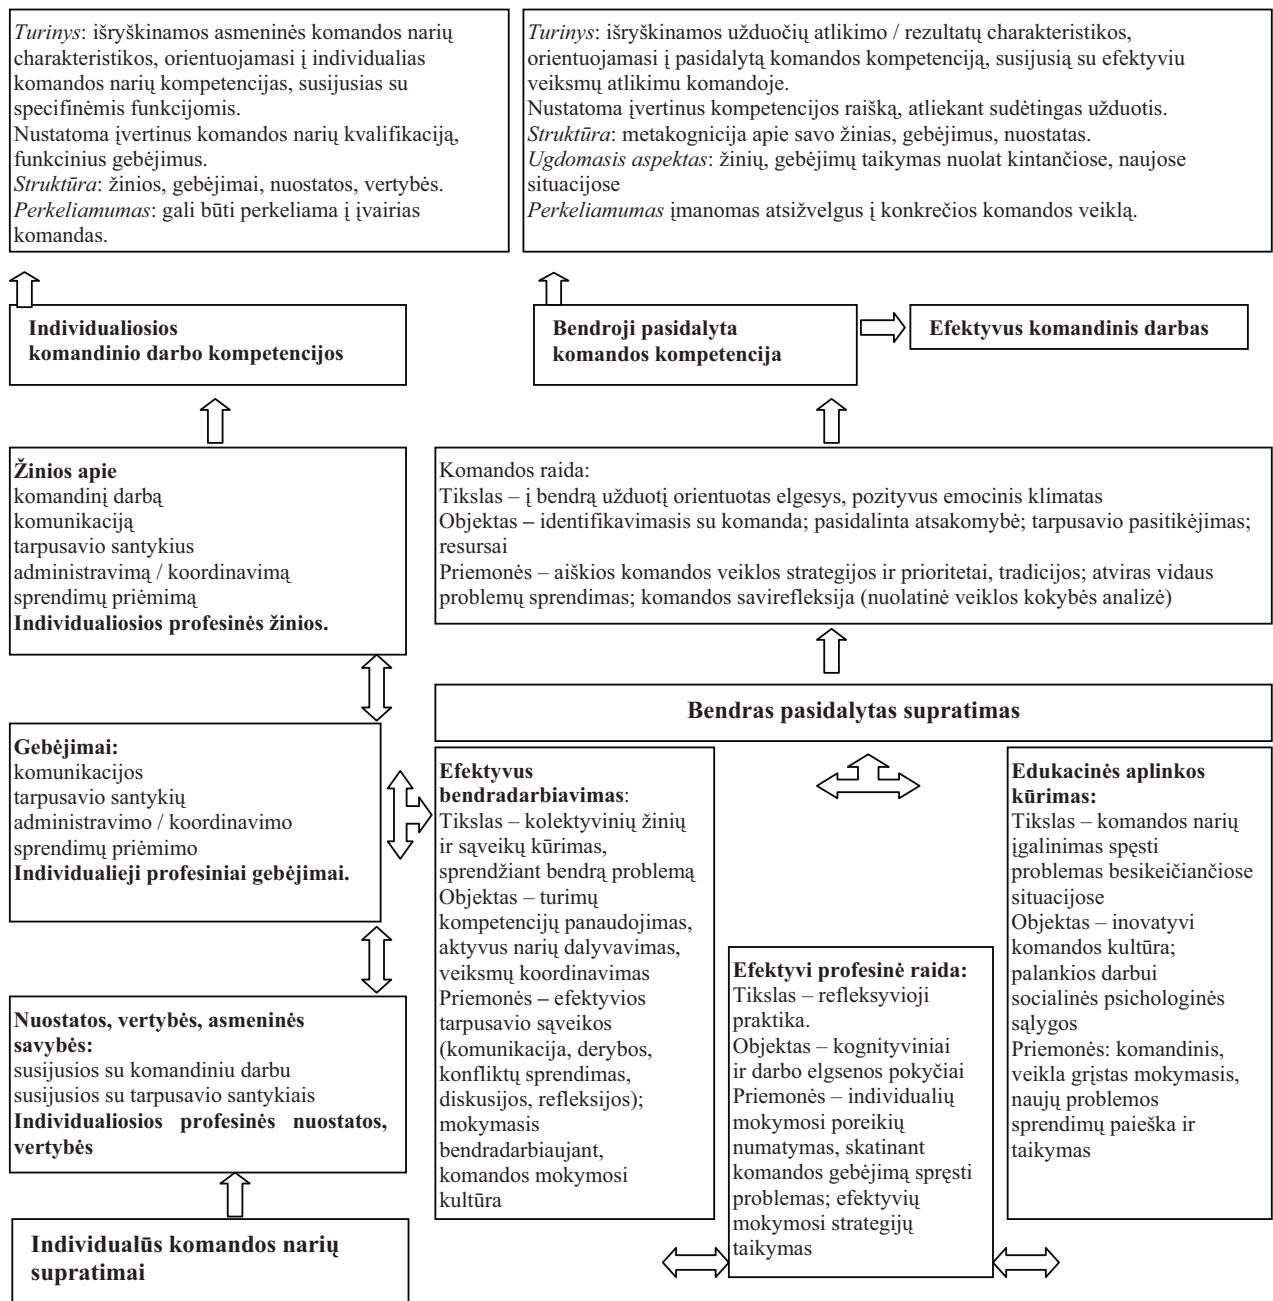 Turinys: išryškinamos asmeninės komandos narių
charakteristikos, orientuojamasi į individualias
komandos narių kompetencijas, susijusias su
specifinėmis funkcijomis.
Nustatoma įvertinus komandos narių kvalifikaciją,
funkcinius gebėjimus.
Struktūra: žinios, gebėjimai, nuostatos, vertybės.
Perkeliamumas: gali būti perkeliama į įvairias
komandas.
Turinys: išryškinamos užduočių atlikimo / rezultatų charakteristikos,
orientuojamasi į pasidalytą komandos kompetenciją, susijusią su efektyviu
veiksmų atlikimu komandoje.
Nustatoma įvertinus kompetencijos raišką, atliekant sudėtingas užduotis.
Struktūra: metakognicija apie savo žinias, gebėjimus, nuostatas.
Ugdomasis aspektas: žinių, gebėjimų taikymas nuolat kintančiose, naujose
situacijose
Perkeliamumas įmanomas atsižvelgus į konkrečios komandos veiklą.
Individualiosios
komandinio darbo kompetencijos
Bendroji pasidalyta
komandos kompetencija
Efektyvus komandinis darbas
Žinios apie
komandinį darbą
komunikaciją
tarpusavio santykius
administravimą / koordinavimą
sprendimų priėmimą
Individualiosios profesinės žinios.
Komandos raida:
Tikslas – į bendrą užduotį orientuotas elgesys, pozityvus emocinis klimatas
Objektas – identifikavimasis su komanda; pasidalinta atsakomybė; tarpusavio pasitikėjimas;
resursai
Priemonės – aiškios komandos veiklos strategijos ir prioritetai, tradicijos; atviras vidaus
problemų sprendimas; komandos savirefleksija (nuolatinė veiklos kokybės analizė)
Bendras pasidalytas supratimas
Gebėjimai:
komunikacijos
tarpusavio santykių
administravimo / koordinavimo
sprendimų priėmimo
Individualieji profesiniai gebėjimai.
Efektyvus
bendradarbiavimas:
Tikslas – kolektyvinių žinių
ir sąveikų kūrimas,
sprendžiant bendrą problemą
Objektas – turimų
kompetencijų panaudojimas,
aktyvus narių dalyvavimas,
veiksmų koordinavimas
Priemonės – efektyvios
tarpusavio sąveikos
(komunikacija, derybos,
konfliktų sprendimas,
diskusijos, refleksijos);
mokymasis
bendradarbiaujant,
komandos mokymosi
kultūra
Efektyvi profesinė raida:
Tikslas – refleksyvioji
praktika.
Objektas – kognityviniai
ir darbo elgsenos pokyčiai
Priemonės – individualių
mokymosi poreikių
numatymas, skatinant
komandos gebėjimą spręsti
problemas; efektyvių
mokymosi strategijų
taikymas
Edukacinės aplinkos
kūrimas:
Tikslas – komandos narių
įgalinimas spęsti
problemas besikeičiančiose
situacijose
Objektas – inovatyvi
komandos kultūra;
palankios darbui
socialinės psichologinės
sąlygos
Priemonės: komandinis,
veikla grįstas mokymasis,
naujų problemos
sprendimų paieška ir
taikymas
Nuostatos, vertybės, asmeninės
savybės:
susijusios su komandiniu darbu
susijusios su tarpusavio santykiais
Individualiosios profesinės nuostatos,
vertybės
Individualūs komandos narių
supratimai